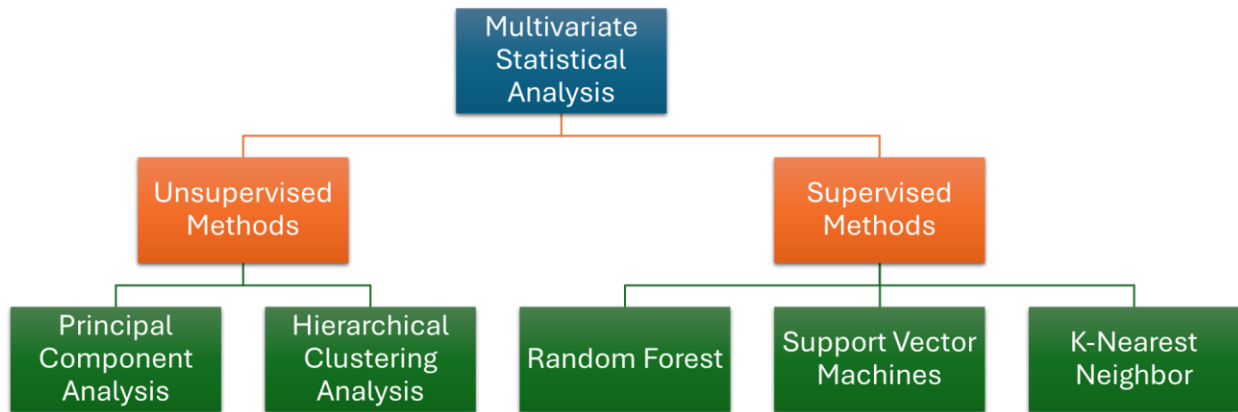 Multivariate
Statistical
Analysis
Unsupervised
Methods
Supervised
Methods
Principal
Component
Analysis
Hierarchical
Clustering
Analysis
Random Forest
Support Vector
Machines
K-Nearest
Neighbor